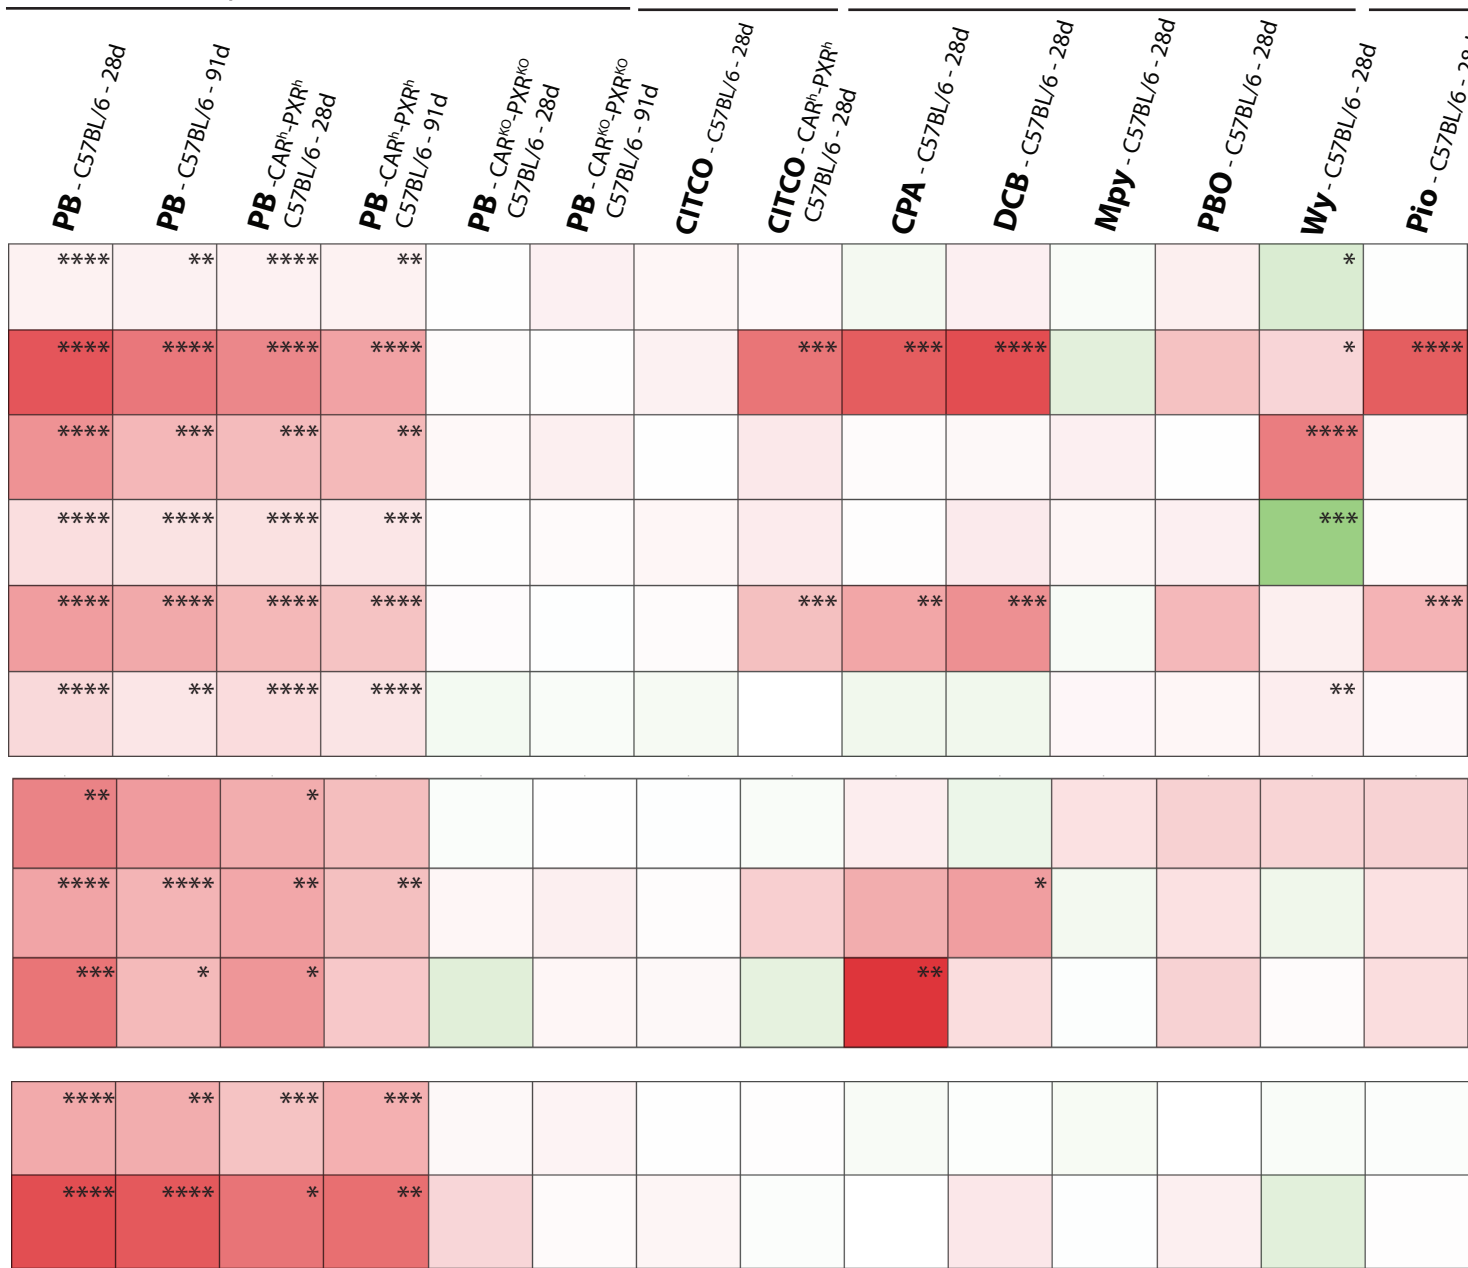 PB - C57BL/6 - 28d
PB - C57BL/6 - 91d
PB -CARʰ-PXRʰ
C57BL/6 - 28d
PB -CARʰ-PXRʰ
C57BL/6 - 91d
PB - CARᴷᴼ-PXRᴷᴼ
C57BL/6 - 28d
PB - CARᴷᴼ-PXRᴷᴼ
C57BL/6 - 91d
CITCO - C57BL/6 - 28d
CITCO - CARʰ-PXRʰ
C57BL/6 - 28d
CPA - C57BL/6 - 28d
DCB - C57BL/6 - 28d
Mpy - C57BL/6 - 28d
PBO - C57BL/6 - 28d
Wy - C57BL/6 - 28d
Pio - C57BL/6 - 28d
**** ** **** ** *
**** **** **** **** *** *** **** * ****
**** *** *** ** ****
**** **** **** *** ***
**** **** **** **** *** ** *** ***
**** ** **** **** **
** *
**** **** ** ** *
*** * * **
**** ** *** ***
**** **** * **